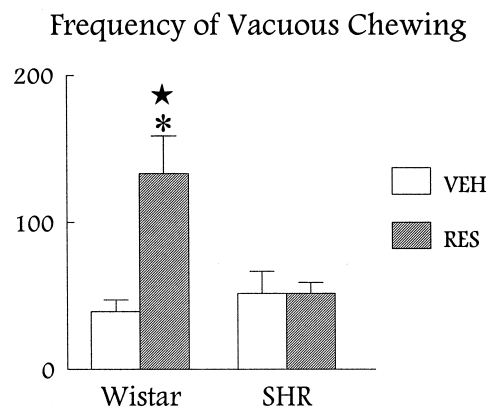 Frequency of Vacuous Chewing
200
★
*
100
0
VEH
RES
Wistar
SHR